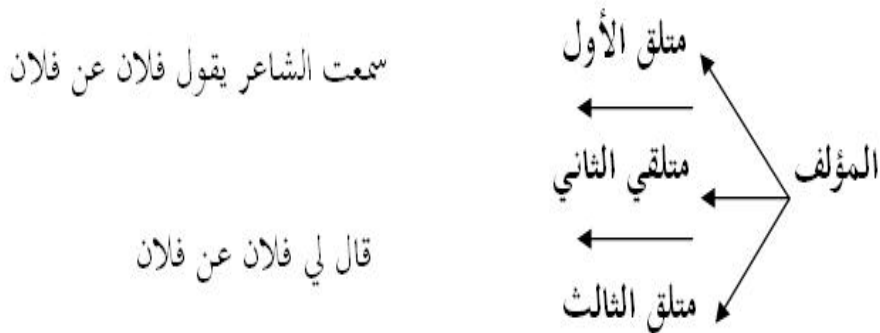 متلق الأول
سمعت الشاعر يقول فلان عن فلان
المؤلف
متلقي الثاني
قال لي فلان عن فلان
متلق الثالث